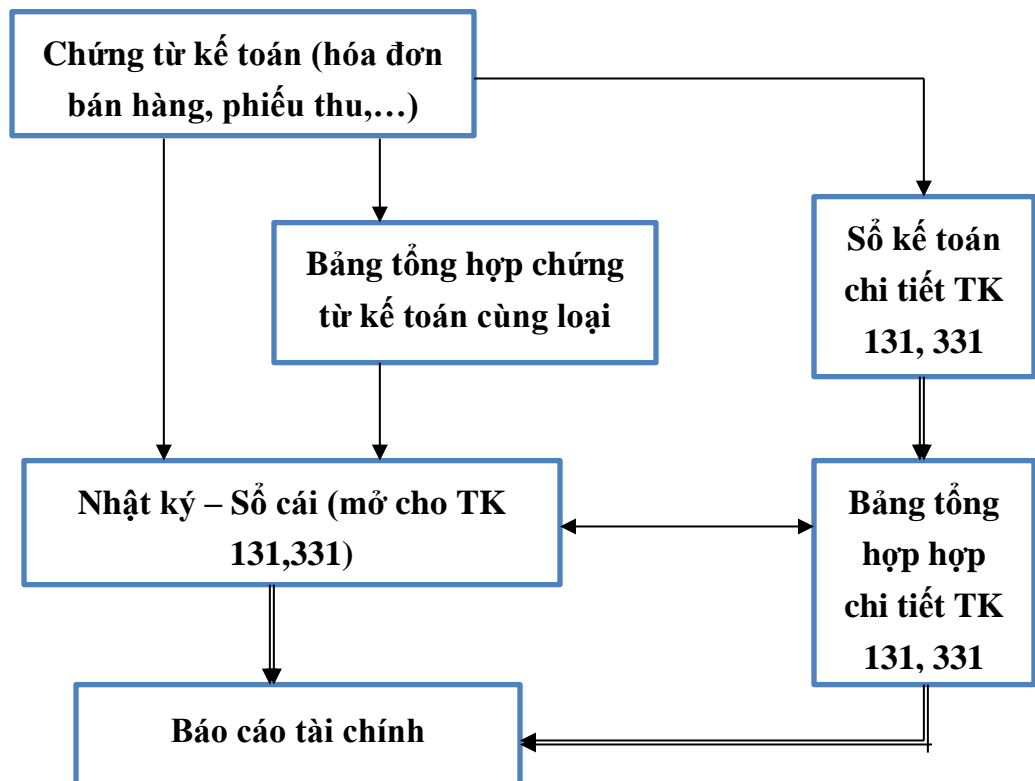 Chứng từ kế toán (hóa đơn
bán hàng, phiếu thu,…)
Bảng tổng hợp chứng
từ kế toán cùng loại
Sổ kế toán
chi tiết TK
131, 331
Nhật ký – Sổ cái (mở cho TK
131,331)
Bảng tổng
hợp hợp
chi tiết TK
131, 331
Báo cáo tài chính